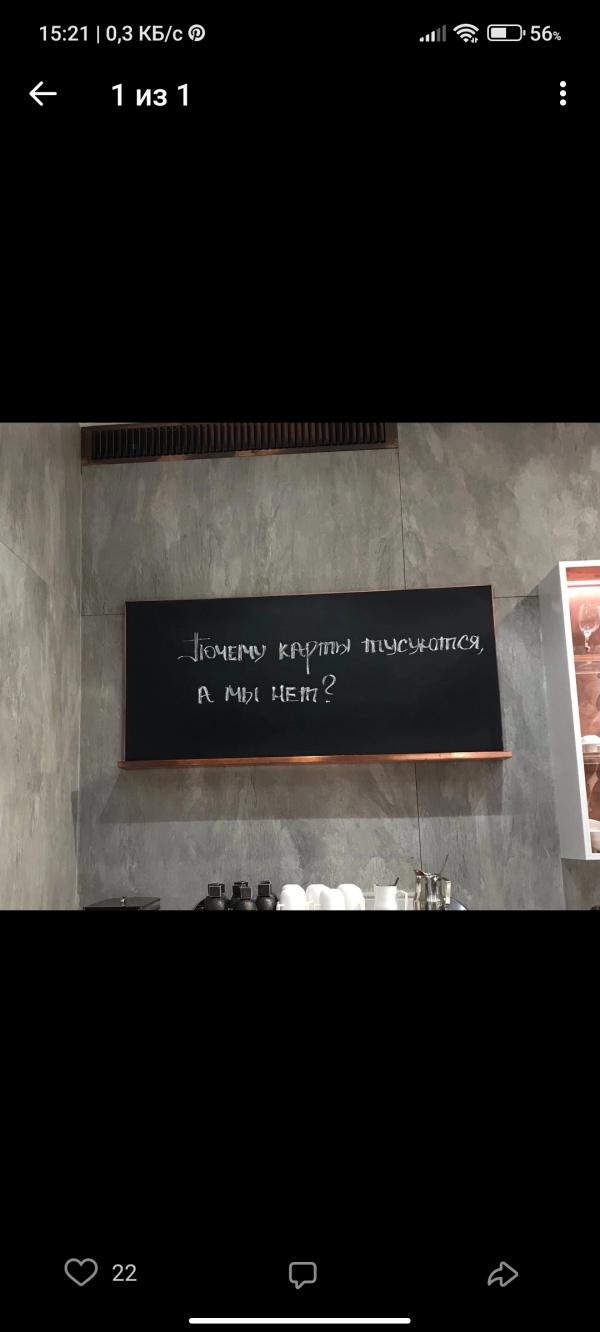 15:21 | 0,3 КБ/с
56%
1 из 1
Почему карты тусуются,
а мы нет?
22